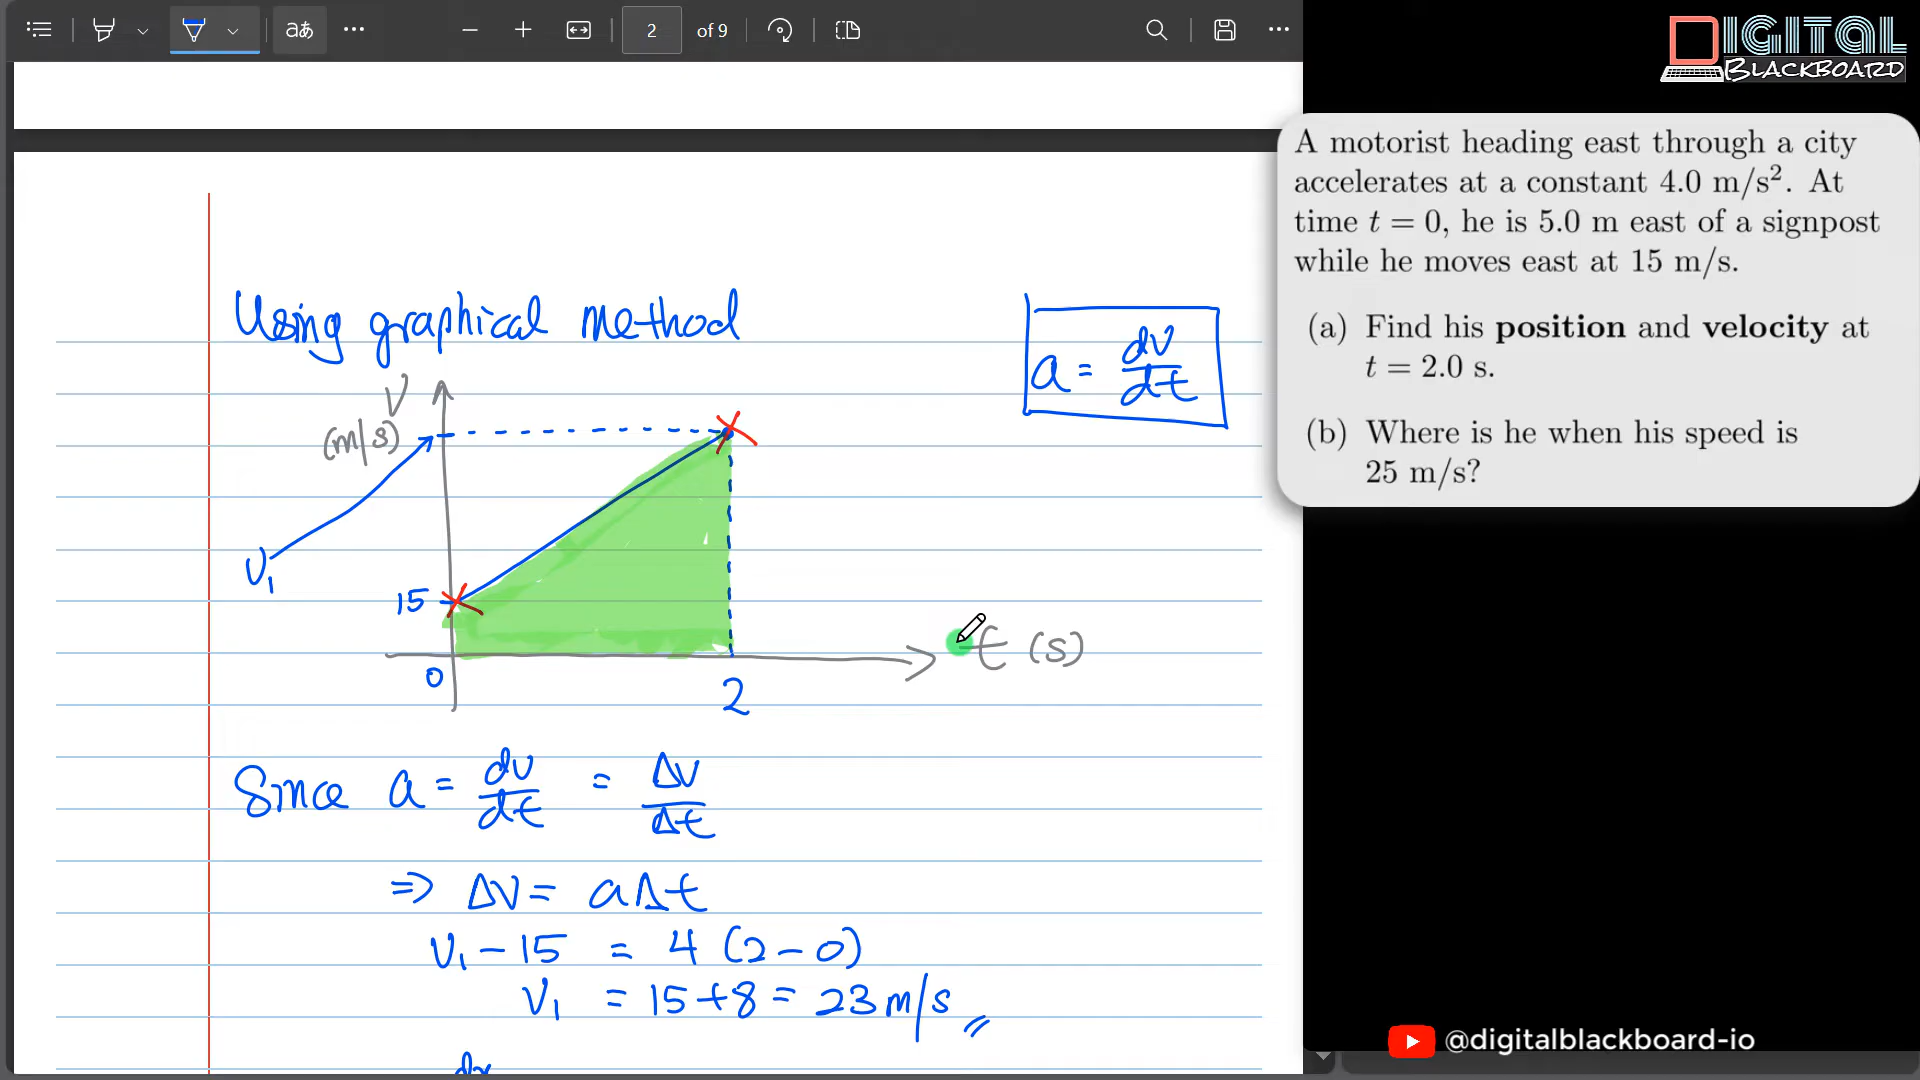 aあ
2 of 9
DIGITAL
BLACKBOARD
A motorist heading east through a city
accelerates at a constant 4.0 m/s². At
time t = 0, he is 5.0 m east of a signpost
while he moves east at 15 m/s.
(a) Find his position and velocity at
t = 2.0 s.
(b) Where is he when his speed is
25 m/s?
Using graphical method
a = dv/dt
V
(m/s)
V₁
15
0
2
t (s)
Since a = dv/dt = Δv/Δt
⇒ Δv = aΔt
V₁ - 15 = 4 (2 - 0)
V₁ = 15 + 8 = 23 m/s
dx
@digitalblackboard-io